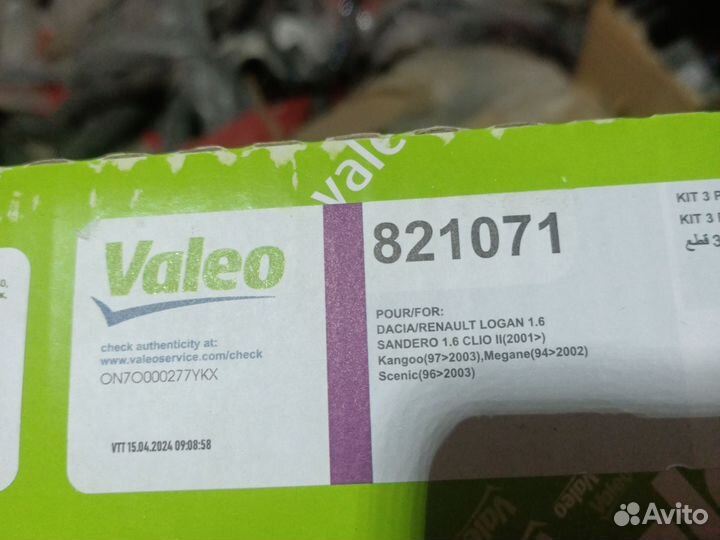 vale
Valeo
check authenticity at:
www.valeoservice.com/check
ON7O000277YKX
VTT 15.04.2024 09:08:58
821071
POUR/FOR:
DACIA/RENAULT LOGAN 1.6
SANDERO 1.6 CLIO II(2001>)
Kangoo(97>2003),Megane(94>2002)
Scenic(96>2003)
KIT 3 P
KIT 3
3 قطع
Valeo
Avito